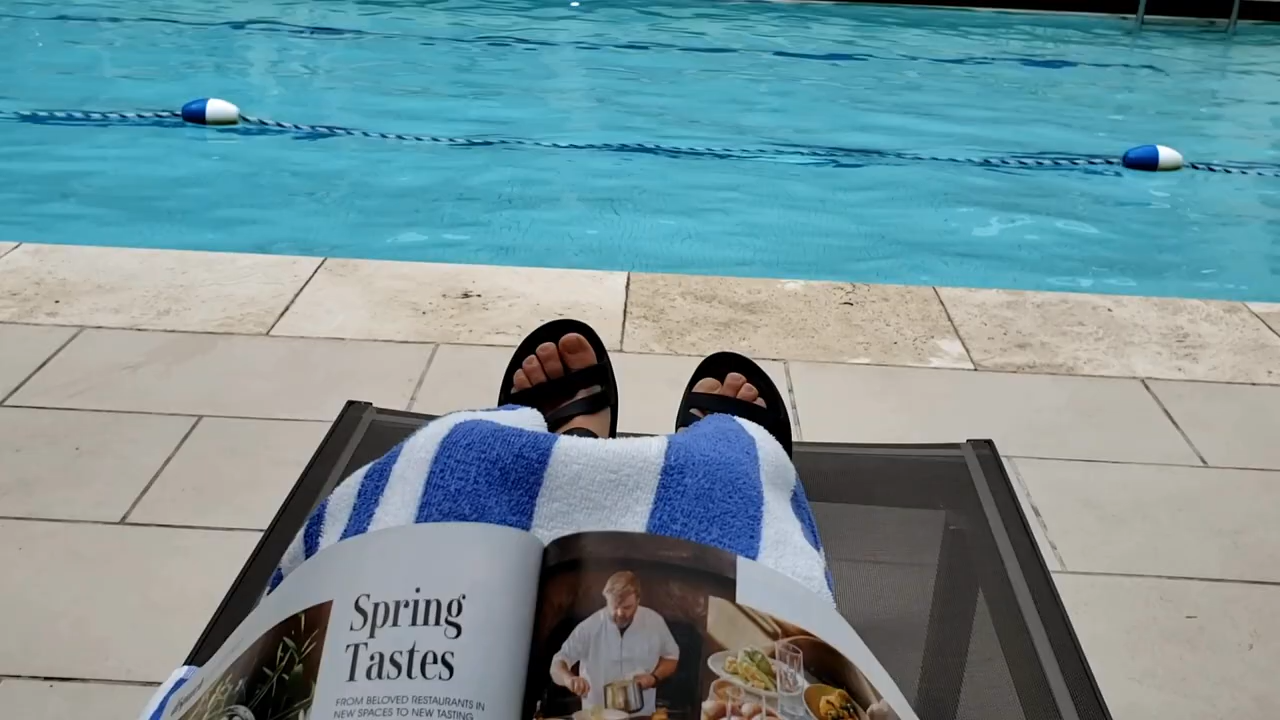 Spring
Tastes
FROM BELOVED RESTAURANTS IN
NEW SPACES TO NEW TASTING